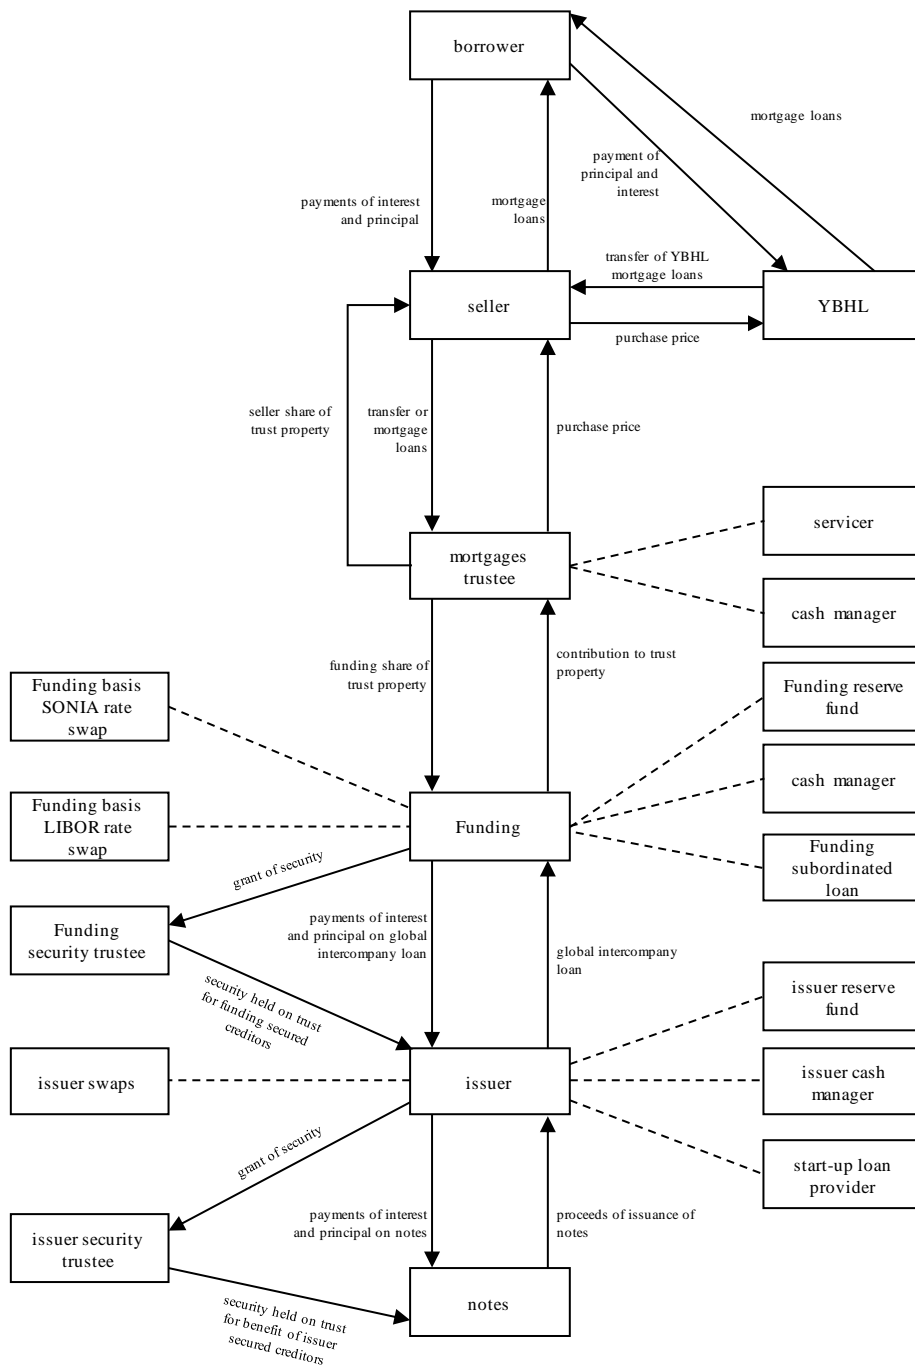 borrower
mortgage loans
payment of
principal and
interest
payments of interest
and principal
mortgage
loans
transfer of YBHL
mortgage loans
seller
YBHL
purchase price
seller share of
trust property
transfer or
mortgage
loans
purchase price
servicer
mortgages
trustee
cash manager
funding share of
trust property
contribution to trust
property
Funding basis
SONIA rate
swap
Funding reserve
fund
cash manager
Funding basis
LIBOR rate
swap
Funding
Funding
subordinated
loan
grant of security
Funding
security trustee
payments of interest
and principal on global
intercompany loan
global intercompany
loan
security held on trust
for funding secured
creditors
issuer reserve
fund
issuer swaps
issuer
issuer cash
manager
grant of security
start-up loan
provider
payments of interest
and principal on notes
proceeds of issuance of
notes
issuer security
trustee
notes
security held on trust
for benefit of issuer
secured creditors